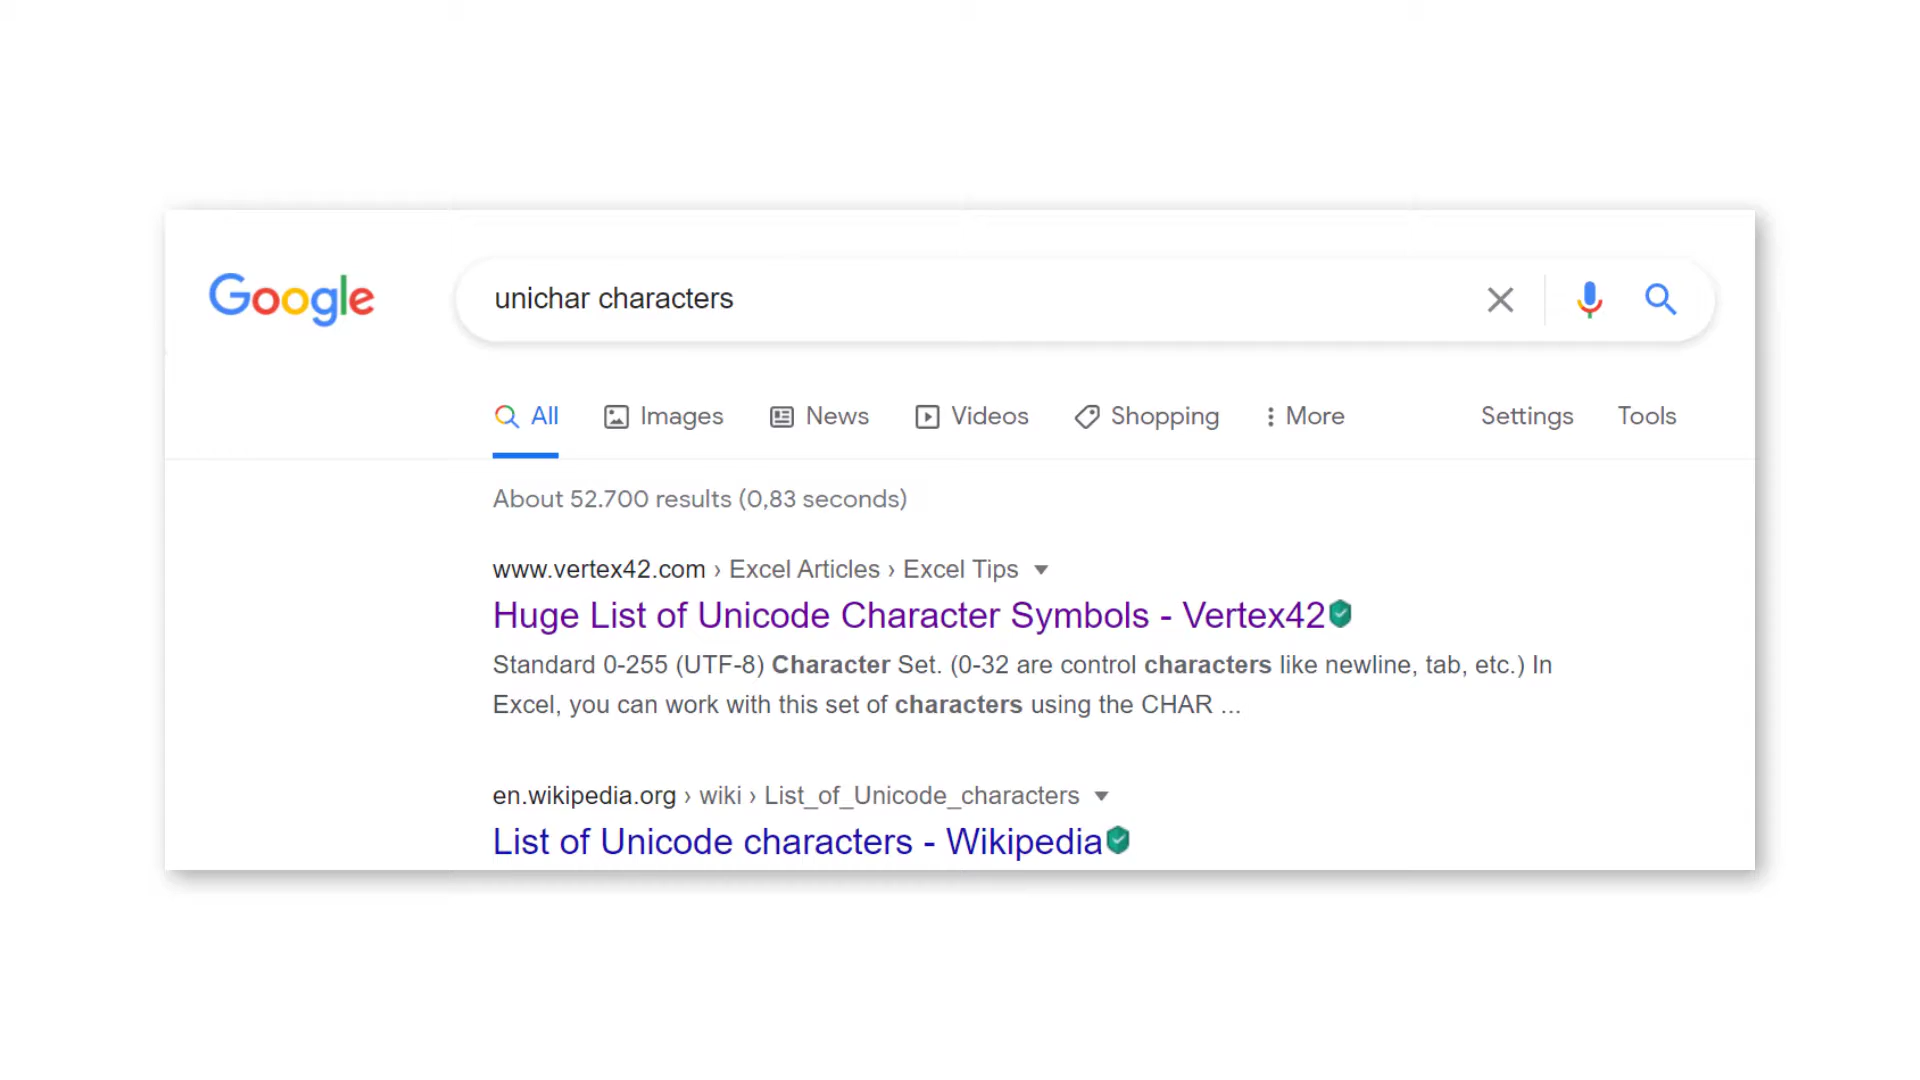 Google
unichar characters
All Images News Videos Shopping More Settings Tools
About 52.700 results (0,83 seconds)
www.vertex42.com › Excel Articles › Excel Tips
Huge List of Unicode Character Symbols - Vertex42
Standard 0-255 (UTF-8) Character Set. (0-32 are control characters like newline, tab, etc.) In
Excel, you can work with this set of characters using the CHAR ...
en.wikipedia.org › wiki › List_of_Unicode_characters
List of Unicode characters - Wikipedia